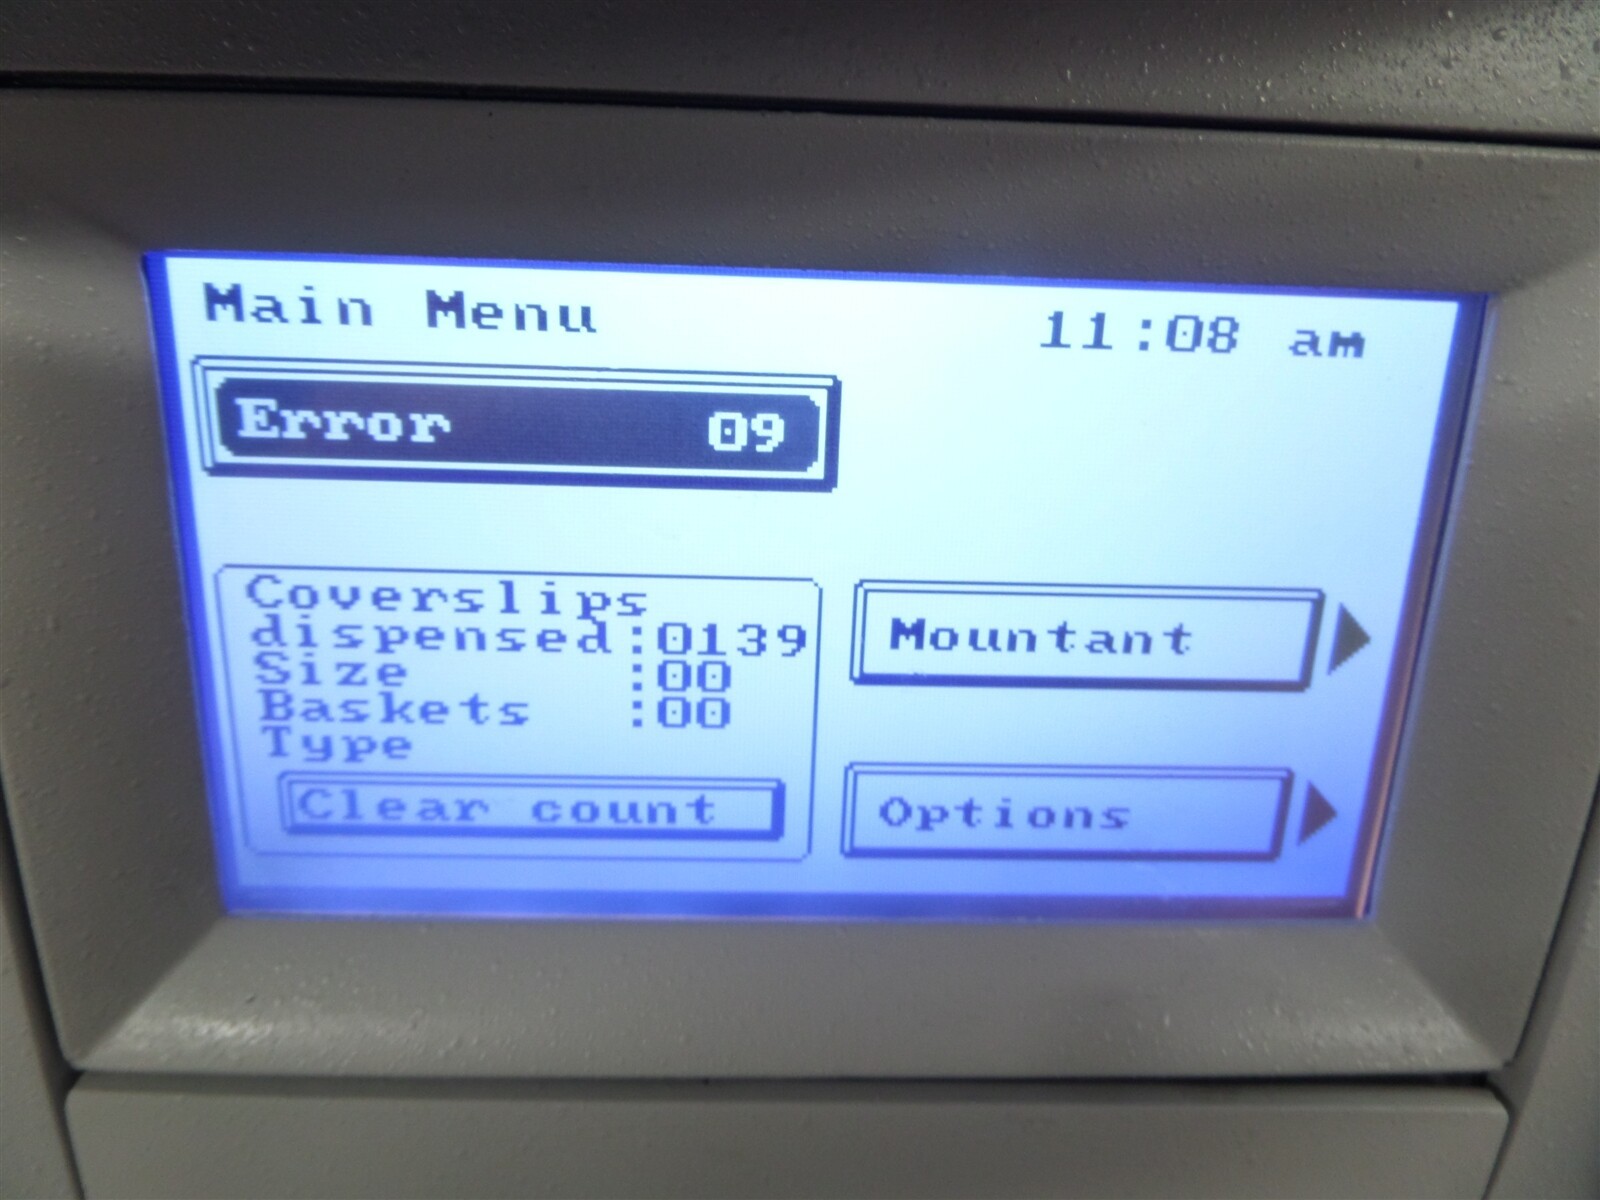 Main Menu
11:08 am
Error 09
Coverslips
dispensed:0139
Size :00
Baskets :00
Type
Clear count
Mountant
Options